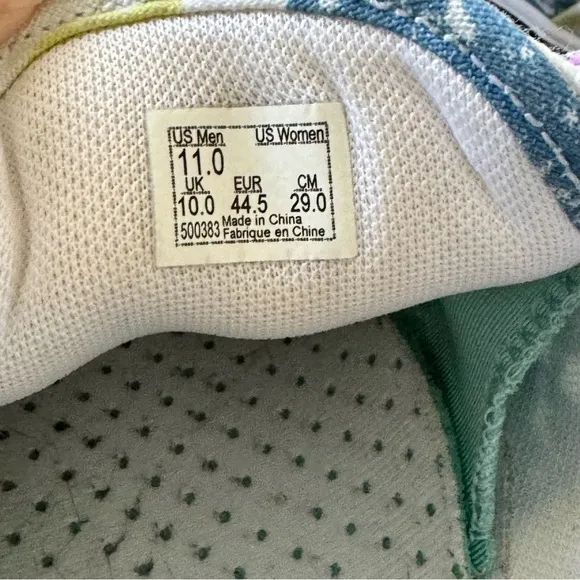 US Men US Women
11.0
UK EUR CM
10.0 44.5 29.0
500383 Made in China
Fabrique en Chine